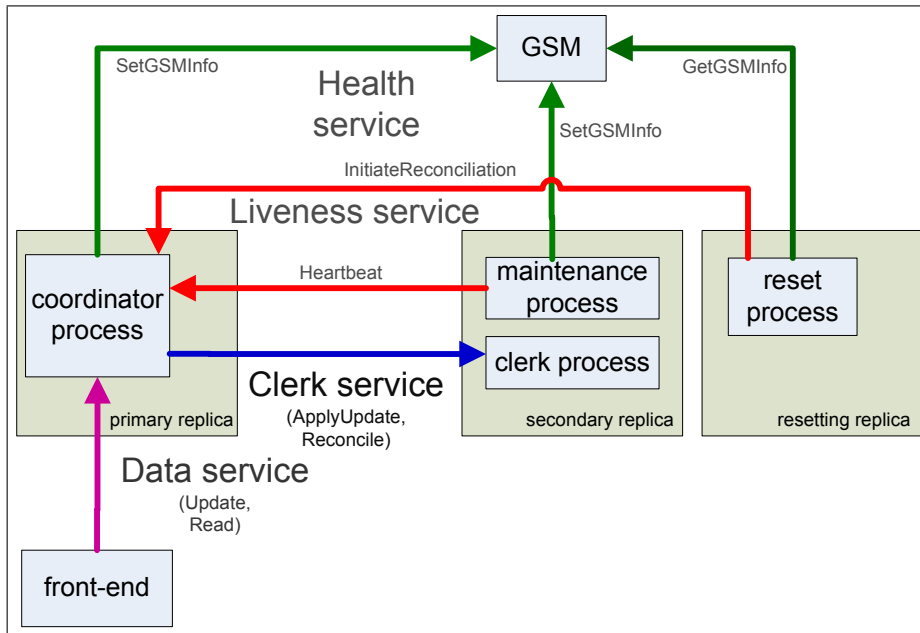 GSM
SetGSMInfo
GetGSMInfo
Health
service
SetGSMInfo
InitiateReconciliation
Liveness service
Heartbeat
coordinator
process
maintenance
process
reset
process
clerk process
Clerk service
(ApplyUpdate,
Reconcile)
primary replica
secondary replica
resetting replica
Data service
(Update,
Read)
front-end